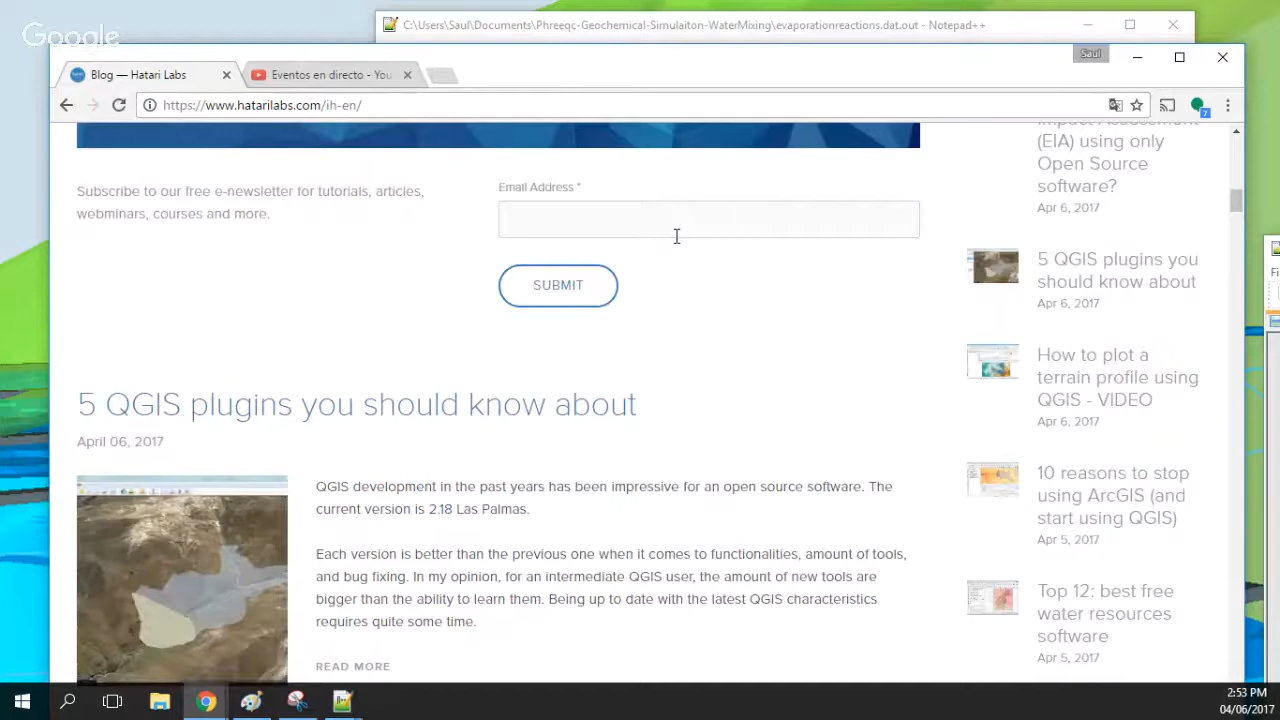 Google
C:\Users\Saul\Documents\Phreeqc-Geochemical-Simulaiton-WaterMixing\evaporationreactions.dat.out - Notepad++
Saul
Blog — Hatari Labs
Eventos en directo - You
https://www.hatarilabs.com/ih-en/
7
Subscribe to our free e-newsletter for tutorials, articles,
webminars, courses and more.
Email Address *
SUBMIT
5 QGIS plugins you should know about
April 06, 2017
QGIS development in the past years has been impressive for an open source software. The
current version is 2.18 Las Palmas.
Each version is better than the previous one when it comes to functionalities, amount of tools,
and bug fixing. In my opinion, for an intermediate QGIS user, the amount of new tools are
bigger than the ability to learn them. Being up to date with the latest QGIS characteristics
requires quite some time.
READ MORE
Impact Assessment
(EIA) using only
Open Source
software?
Apr 6, 2017
5 QGIS plugins you
should know about
Apr 6, 2017
How to plot a
terrain profile using
QGIS - VIDEO
Apr 6, 2017
10 reasons to stop
using ArcGIS (and
start using QGIS)
Apr 5, 2017
Top 12: best free
water resources
software
Apr 5, 2017
Fi
2:53 PM
04/06/2017